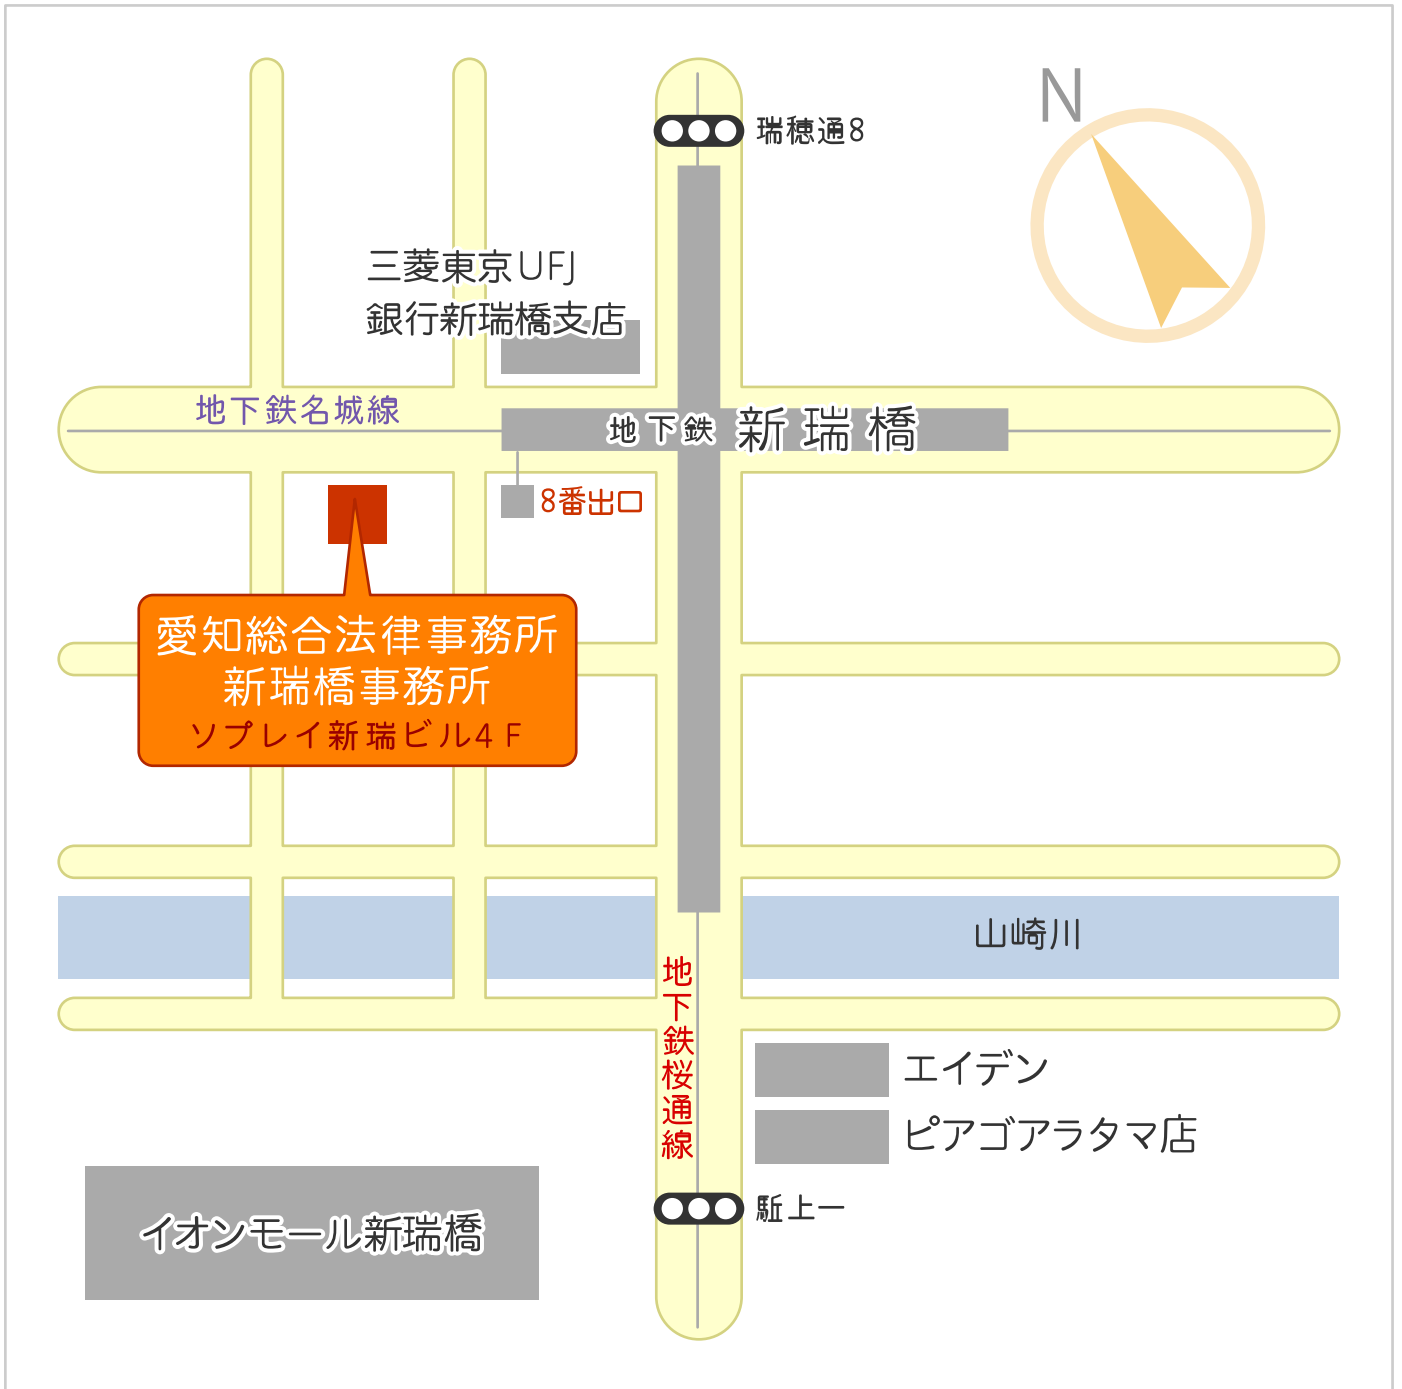 N
瑞穂通8
三菱東京UFJ
銀行新瑞橋支店
地下鉄名城線
地下鉄 新瑞橋
8番出口
愛知総合法律事務所
新瑞橋事務所
ソプレイ新瑞ビル4F
山崎川
地下鉄桜通線
エイデン
ピアゴアラタマ店
駈上一
イオンモール新瑞橋